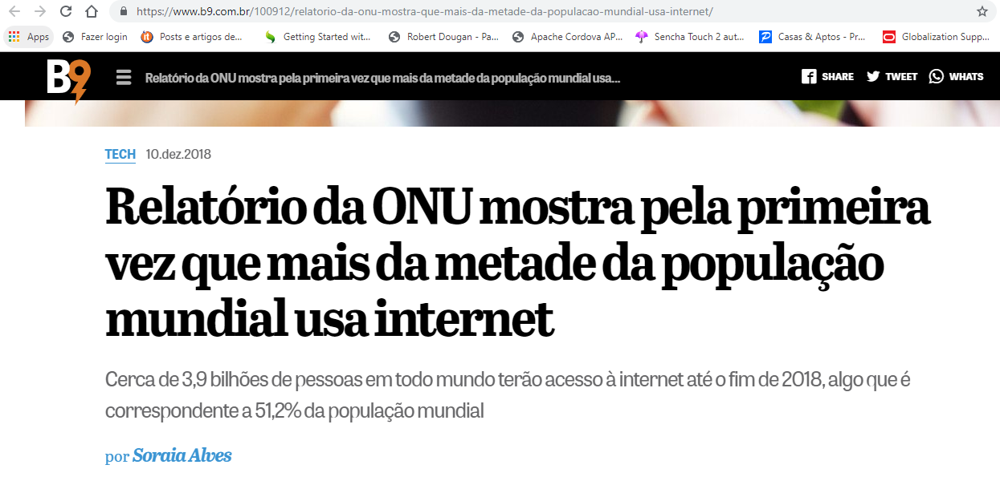 https://www.b9.com.br/100912/relatorio-da-onu-mostra-que-mais-da-metade-da-populacao-mundial-usa-internet/
Apps Fazer login Posts e artigos de... Getting Started wit... Robert Dougan - Pa... Apache Cordova AP... Sencha Touch 2 aut... Casas & Aptos - Pr... Globalization Supp...
B9 Relatório da ONU mostra pela primeira vez que mais da metade da população mundial usa... SHARE TWEET WHATS
TECH 10.dez.2018
Relatório da ONU mostra pela primeira
vez que mais da metade da população
mundial usa internet
Cerca de 3,9 bilhões de pessoas em todo mundo terão acesso à internet até o fim de 2018, algo que é
correspondente a 51,2% da população mundial
por Soraia Alves